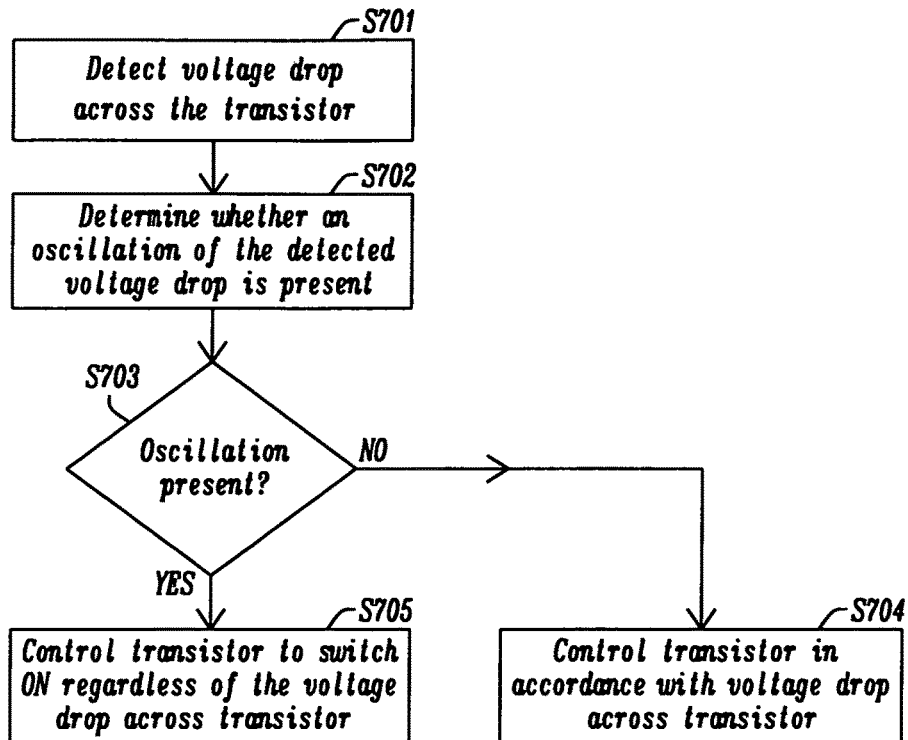 S701
Detect voltage drop
across the transistor
S702
Determine whether an
oscillation of the detected
voltage drop is present
S703
Oscillation
present?
NO
YES
S705
Control transistor to switch
ON regardless of the voltage
drop across transistor
S704
Control transistor in
accordance with voltage drop
across transistor